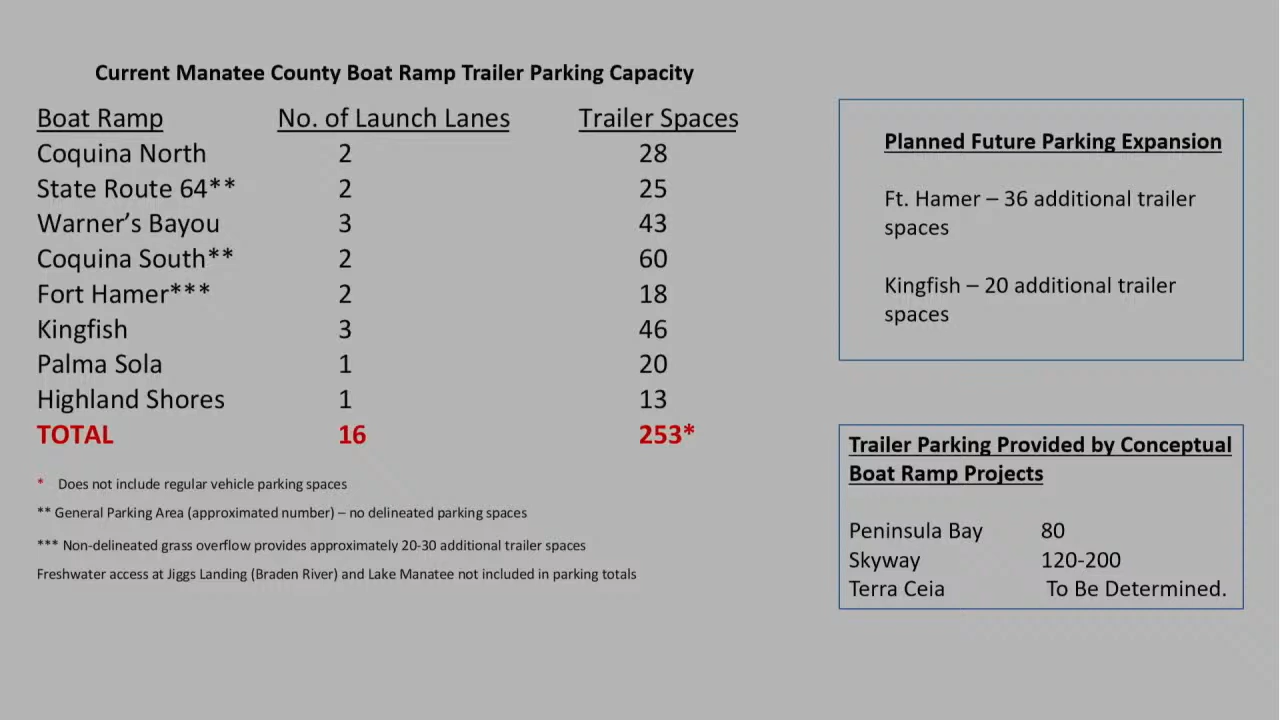 Current Manatee County Boat Ramp Trailer Parking Capacity
Boat Ramp No. of Launch Lanes Trailer Spaces
Coquina North 2 28
State Route 64** 2 25
Warner’s Bayou 3 43
Coquina South** 2 60
Fort Hamer*** 2 18
Kingfish 3 46
Palma Sola 1 20
Highland Shores 1 13
TOTAL 16 253*
* Does not include regular vehicle parking spaces
** General Parking Area (approximated number) – no delineated parking spaces
*** Non-delineated grass overflow provides approximately 20-30 additional trailer spaces
Freshwater access at Jiggs Landing (Braden River) and Lake Manatee not included in parking totals
Planned Future Parking Expansion
Ft. Hamer – 36 additional trailer
spaces
Kingfish – 20 additional trailer
spaces
Trailer Parking Provided by Conceptual
Boat Ramp Projects
Peninsula Bay 80
Skyway 120-200
Terra Ceia To Be Determined.